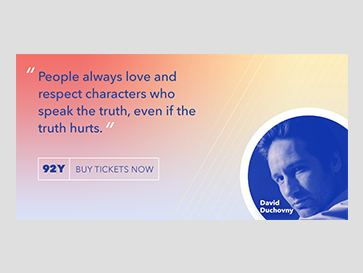 “People always love and
respect characters who
speak the truth, even if the
truth hurts.”
92Y BUY TICKETS NOW
David
Duchovny